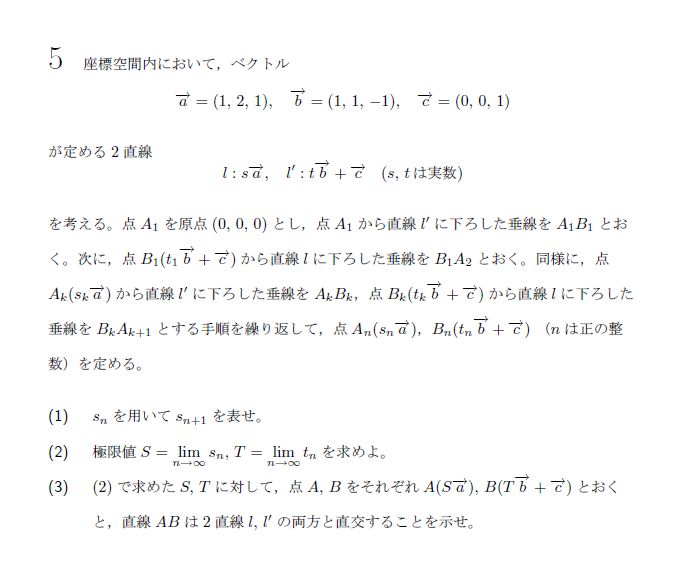 5 座標空間内において，ベクトル
$\overrightarrow{a} = (1, 2, 1),\quad \overrightarrow{b} = (1, 1, -1),\quad \overrightarrow{c} = (0, 0, 1)$
が定める 2 直線
$l : s\overrightarrow{a},\quad l' : t\overrightarrow{b} + \overrightarrow{c}\quad (s, t は実数)$
を考える。点 $A_1$ を原点 (0, 0, 0) とし，点 $A_1$ から直線 $l'$ に下ろした垂線を $A_1B_1$ とお
く。次に，点 $B_1(t_1\overrightarrow{b} + \overrightarrow{c})$ から直線 $l$ に下ろした垂線を $B_1A_2$ とおく。同様に，点
$A_k(s_k\overrightarrow{a})$ から直線 $l'$ に下ろした垂線を $A_kB_k$，点 $B_k(t_k\overrightarrow{b} + \overrightarrow{c})$ から直線 $l$ に下ろした
垂線を $B_kA_{k+1}$ とする手順を繰り返して，点 $A_n(s_n\overrightarrow{a})$，$B_n(t_n\overrightarrow{b} + \overrightarrow{c})$ （$n$ は正の整
数）を定める。
(1) $s_n$ を用いて $s_{n+1}$ を表せ。
(2) 極限値 $S = \lim_{n\to\infty} s_n, T = \lim_{n\to\infty} t_n$ を求めよ。
(3) (2) で求めた $S, T$ に対して，点 $A, B$ をそれぞれ $A(S\overrightarrow{a}), B(T\overrightarrow{b} + \overrightarrow{c})$ とおく
と，直線 $AB$ は 2 直線 $l, l'$ の両方と直交することを示せ。